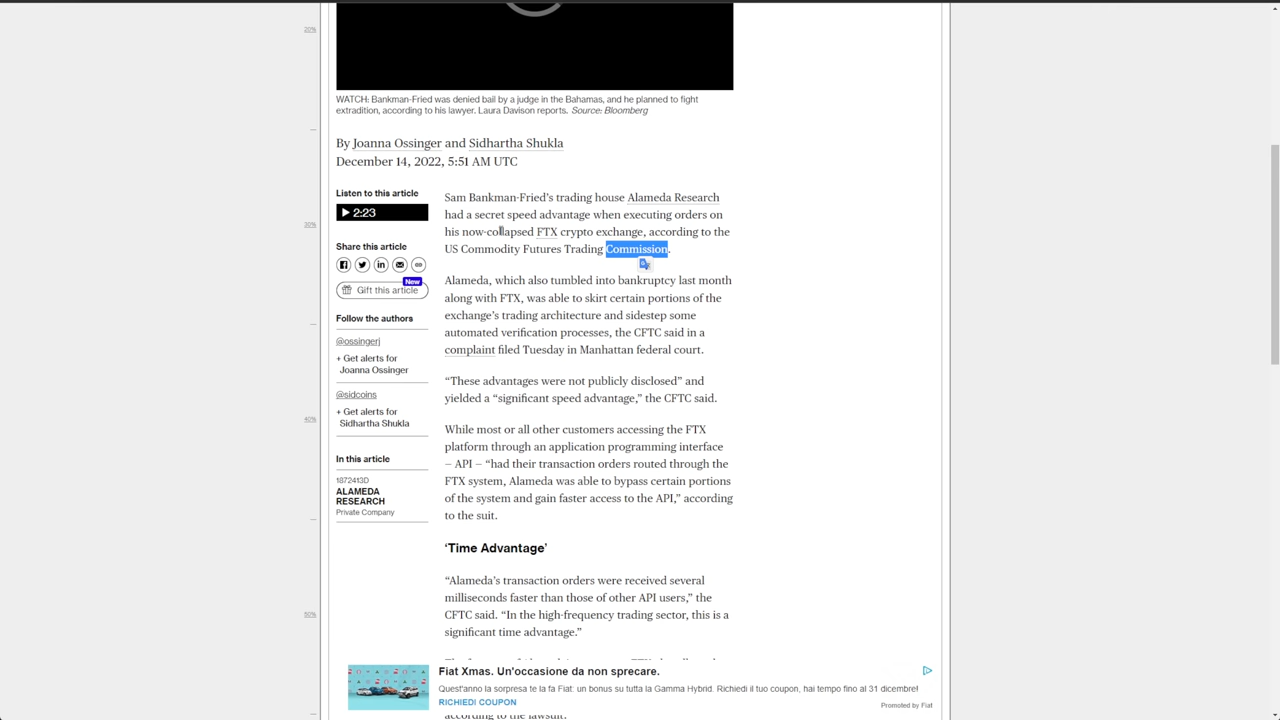 20%
WATCH: Bankman-Fried was denied bail by a judge in the Bahamas, and he planned to fight
extradition, according to his lawyer. Laura Davison reports. Source: Bloomberg
By Joanna Ossinger and Sidhartha Shukla
December 14, 2022, 5:51 AM UTC
Listen to this article
2:23
30%
Share this article
New
Gift this article
Follow the authors
@ossingerj
+ Get alerts for
Joanna Ossinger
@sidcoins
+ Get alerts for
Sidhartha Shukla
40%
In this article
1872413D
ALAMEDA
RESEARCH
Private Company
50%
Sam Bankman-Fried's trading house Alameda Research
had a secret speed advantage when executing orders on
his now-collapsed FTX crypto exchange, according to the
US Commodity Futures Trading Commission.
Alameda, which also tumbled into bankruptcy last month
along with FTX, was able to skirt certain portions of the
exchange's trading architecture and sidestep some
automated verification processes, the CFTC said in a
complaint filed Tuesday in Manhattan federal court.
“These advantages were not publicly disclosed” and
yielded a “significant speed advantage,” the CFTC said.
While most or all other customers accessing the FTX
platform through an application programming interface
— API — “had their transaction orders routed through the
FTX system, Alameda was able to bypass certain portions
of the system and gain faster access to the API,” according
to the suit.
‘Time Advantage’
“Alameda's transaction orders were received several
milliseconds faster than those of other API users,” the
CFTC said. “In the high-frequency trading sector, this is a
significant time advantage.”
Fiat Xmas. Un'occasione da non sprecare.
Quest'anno la sorpresa te la fa Fiat: un bonus su tutta la Gamma Hybrid. Richiedi il tuo coupon, hai tempo fino al 31 dicembre!
RICHIEDI COUPON
Promoted by Fiat
according to the lawsuit.